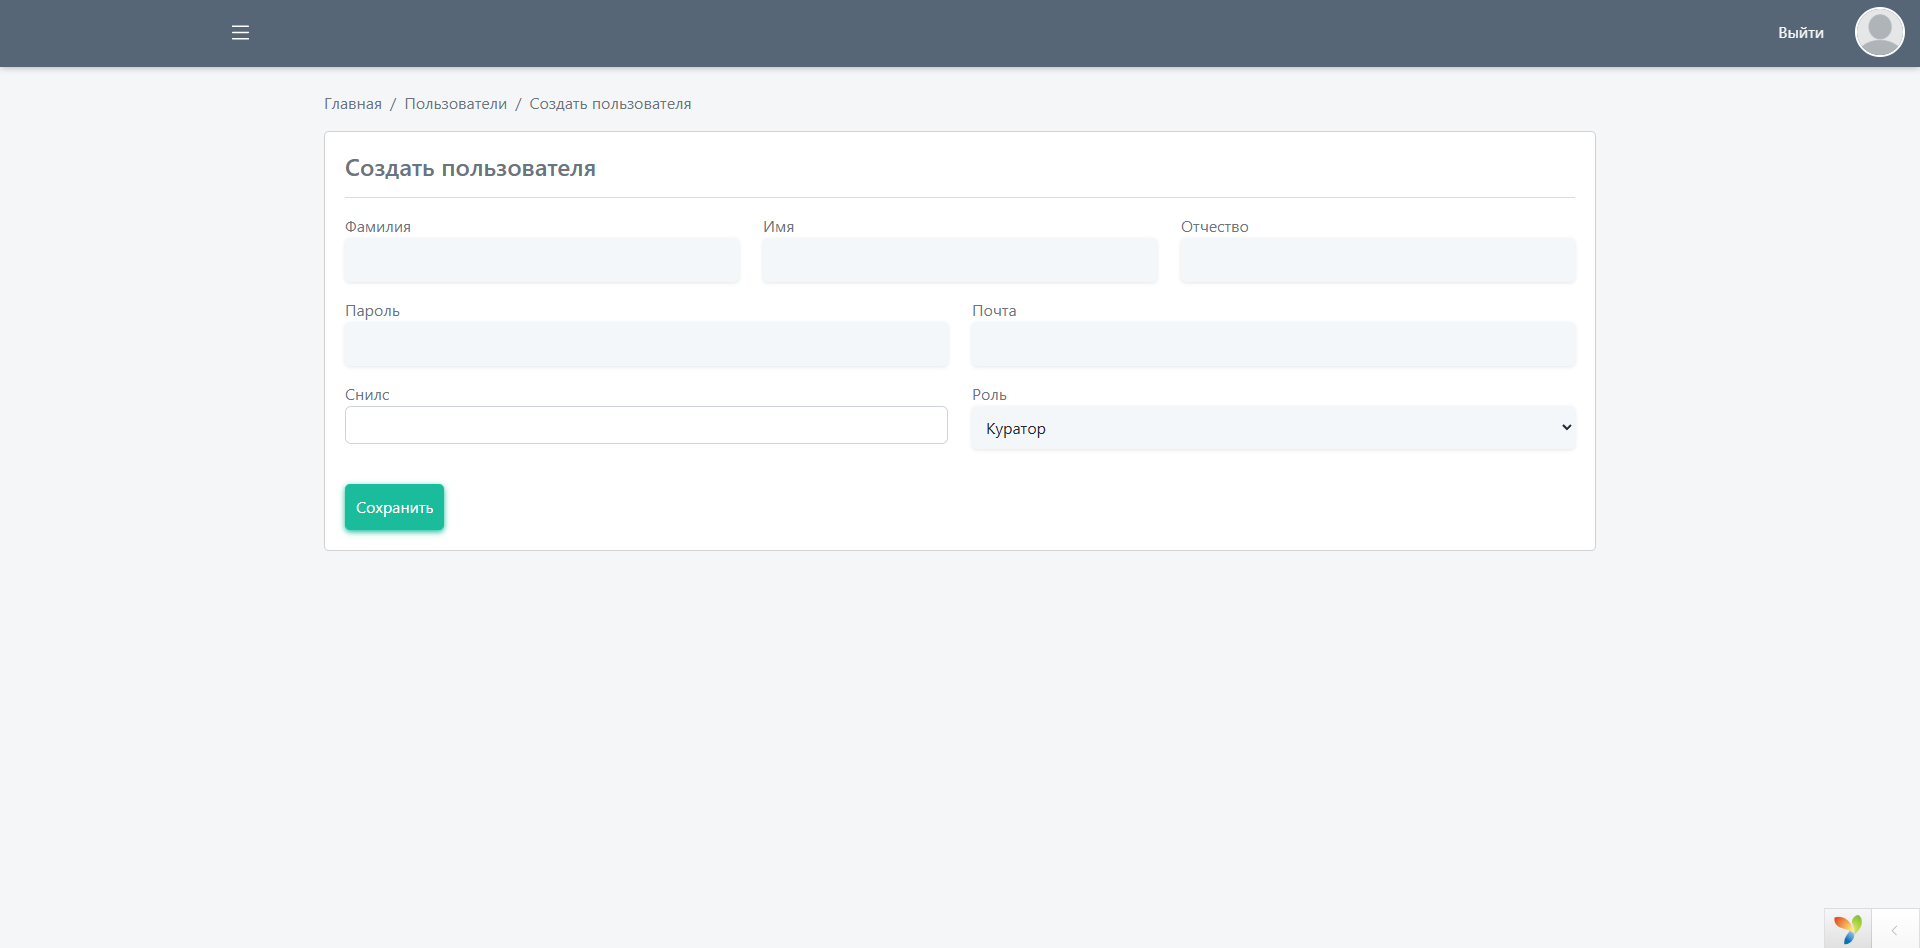 Выйти
Главная / Пользователи / Создать пользователя
Создать пользователя
Фамилия
Имя
Отчество
Пароль
Почта
Снилс
Роль
Куратор
Сохранить